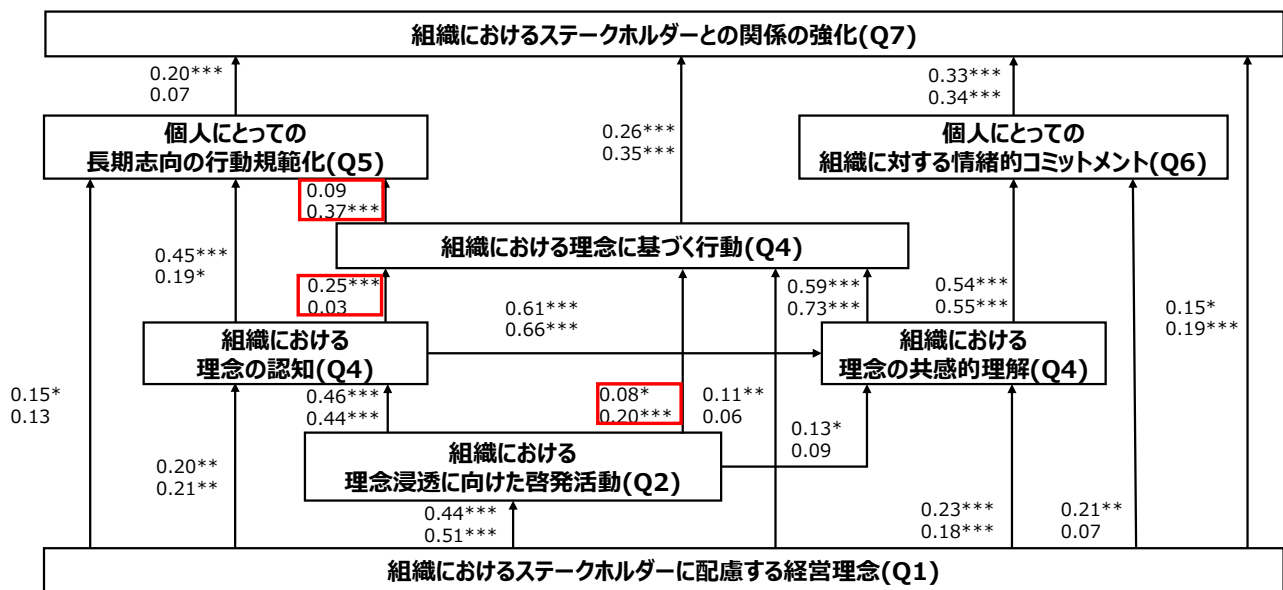 組織におけるステークホルダーとの関係の強化(Q7)
0.20***
0.07
0.33***
0.34***
個人にとっての
長期志向の行動規範化(Q5)
0.26***
0.35***
個人にとっての
組織に対する情緒的コミットメント(Q6)
0.09
0.37***
組織における理念に基づく行動(Q4)
0.45***
0.19*
0.25***
0.03
0.61***
0.66***
0.59***
0.73***
0.54***
0.55***
0.15*
0.19***
組織における
理念の認知(Q4)
組織における
理念の共感的理解(Q4)
0.15*
0.13
0.46***
0.44***
0.08*
0.20***
0.11**
0.06
0.13*
0.09
組織における
理念浸透に向けた啓発活動(Q2)
0.20**
0.21**
0.44***
0.51***
0.23***
0.18***
0.21**
0.07
組織におけるステークホルダーに配慮する経営理念(Q1)